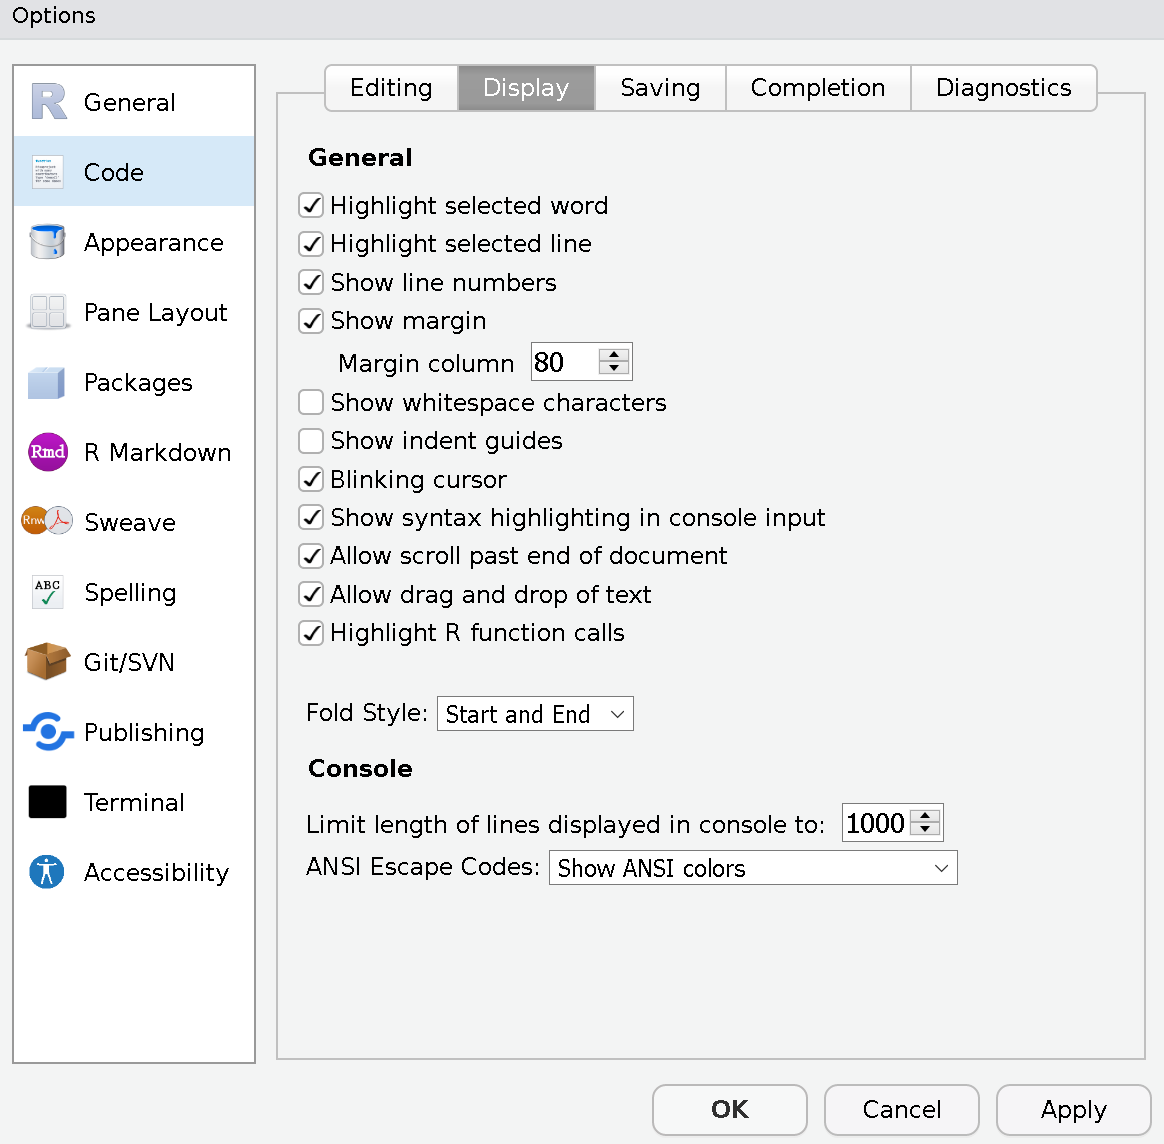 Options
General
Code
Appearance
Pane Layout
Packages
Rmd R Markdown
Rnw Sweave
ABC Spelling
Git/SVN
Publishing
Terminal
Accessibility
Editing Display Saving Completion Diagnostics
General
Highlight selected word
Highlight selected line
Show line numbers
Show margin
Margin column 80
Show whitespace characters
Show indent guides
Blinking cursor
Show syntax highlighting in console input
Allow scroll past end of document
Allow drag and drop of text
Highlight R function calls
Fold Style: Start and End
Console
Limit length of lines displayed in console to: 1000
ANSI Escape Codes: Show ANSI colors
OK Cancel Apply